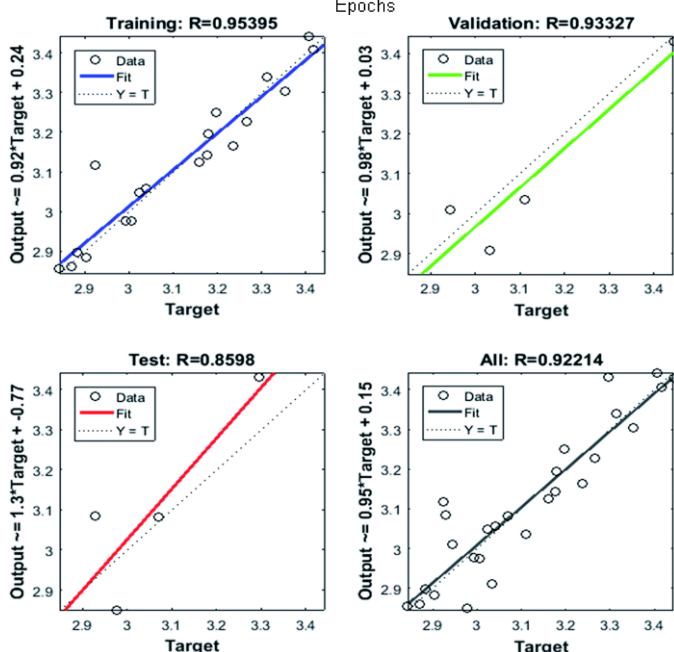 Epochs
Training: R=0.95395
Output ~= 0.92*Target + 0.24
3.4
3.3
3.2
3.1
3
2.9
Data
Fit
Y = T
2.9 3 3.1 3.2 3.3 3.4
Target
Validation: R=0.93327
Output ~= 0.98*Target + 0.03
3.4
3.3
3.2
3.1
3
2.9
Data
Fit
Y = T
2.9 3 3.1 3.2 3.3 3.4
Target
Test: R=0.8598
Output ~= 1.3*Target + -0.77
3.4
3.3
3.2
3.1
3
2.9
Data
Fit
Y = T
2.9 3 3.1 3.2 3.3 3.4
Target
All: R=0.92214
Output ~= 0.95*Target + 0.15
3.4
3.3
3.2
3.1
3
2.9
Data
Fit
Y = T
2.9 3 3.1 3.2 3.3 3.4
Target